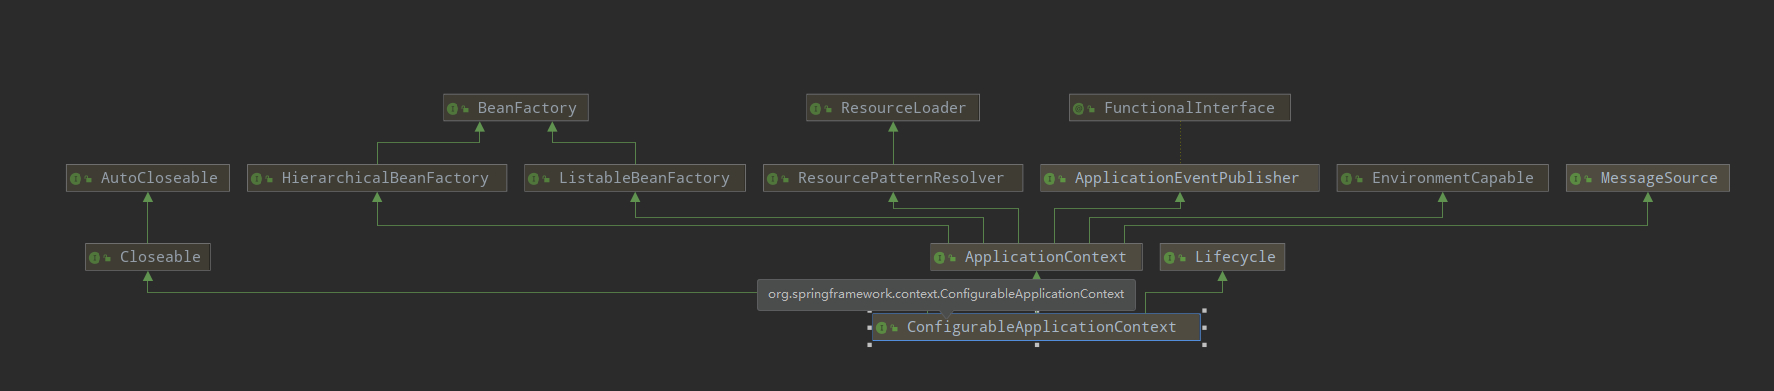 BeanFactory
ResourceLoader
FunctionalInterface
AutoCloseable
HierarchicalBeanFactory
ListableBeanFactory
ResourcePatternResolver
ApplicationEventPublisher
EnvironmentCapable
MessageSource
Closeable
ApplicationContext
Lifecycle
org.springframework.context.ConfigurableApplicationContext
ConfigurableApplicationContext